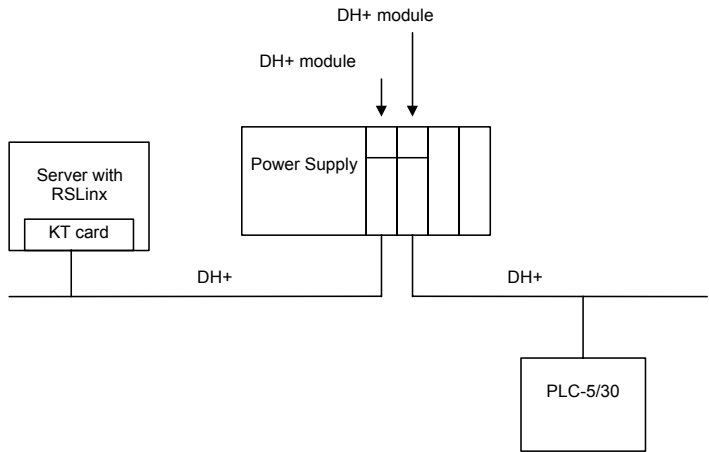 DH+ module
DH+ module
Power Supply
Server with
RSLinx
KT card
DH+
DH+
PLC-5/30